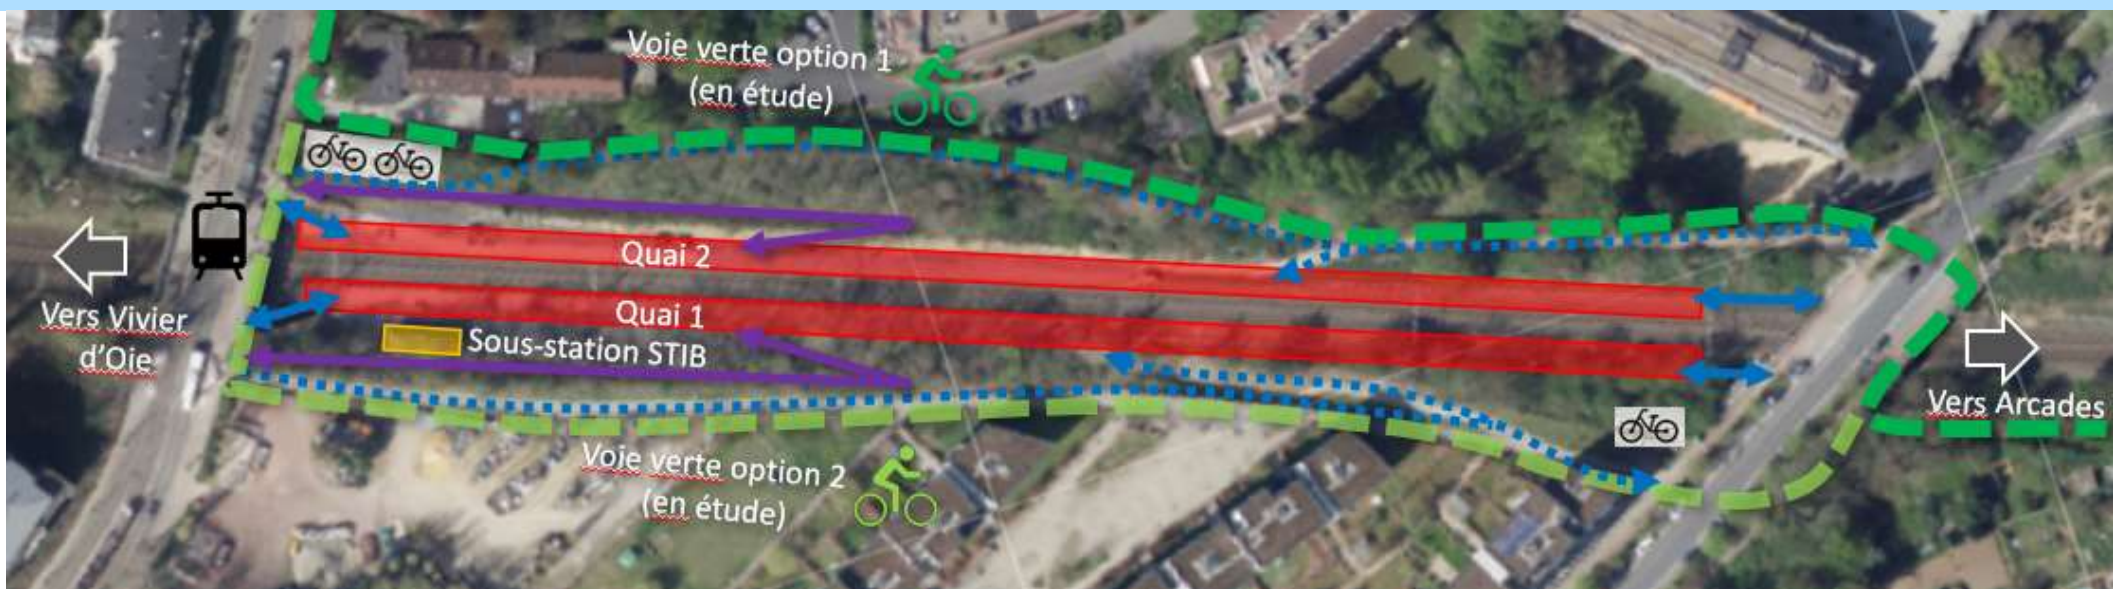 Voie verte option 1
(en étude)
Quai 2
Quai 1
Sous-station STIB
Vers Vivier
d'Oie
Vers Arcades
Voie verte option 2
(en étude)